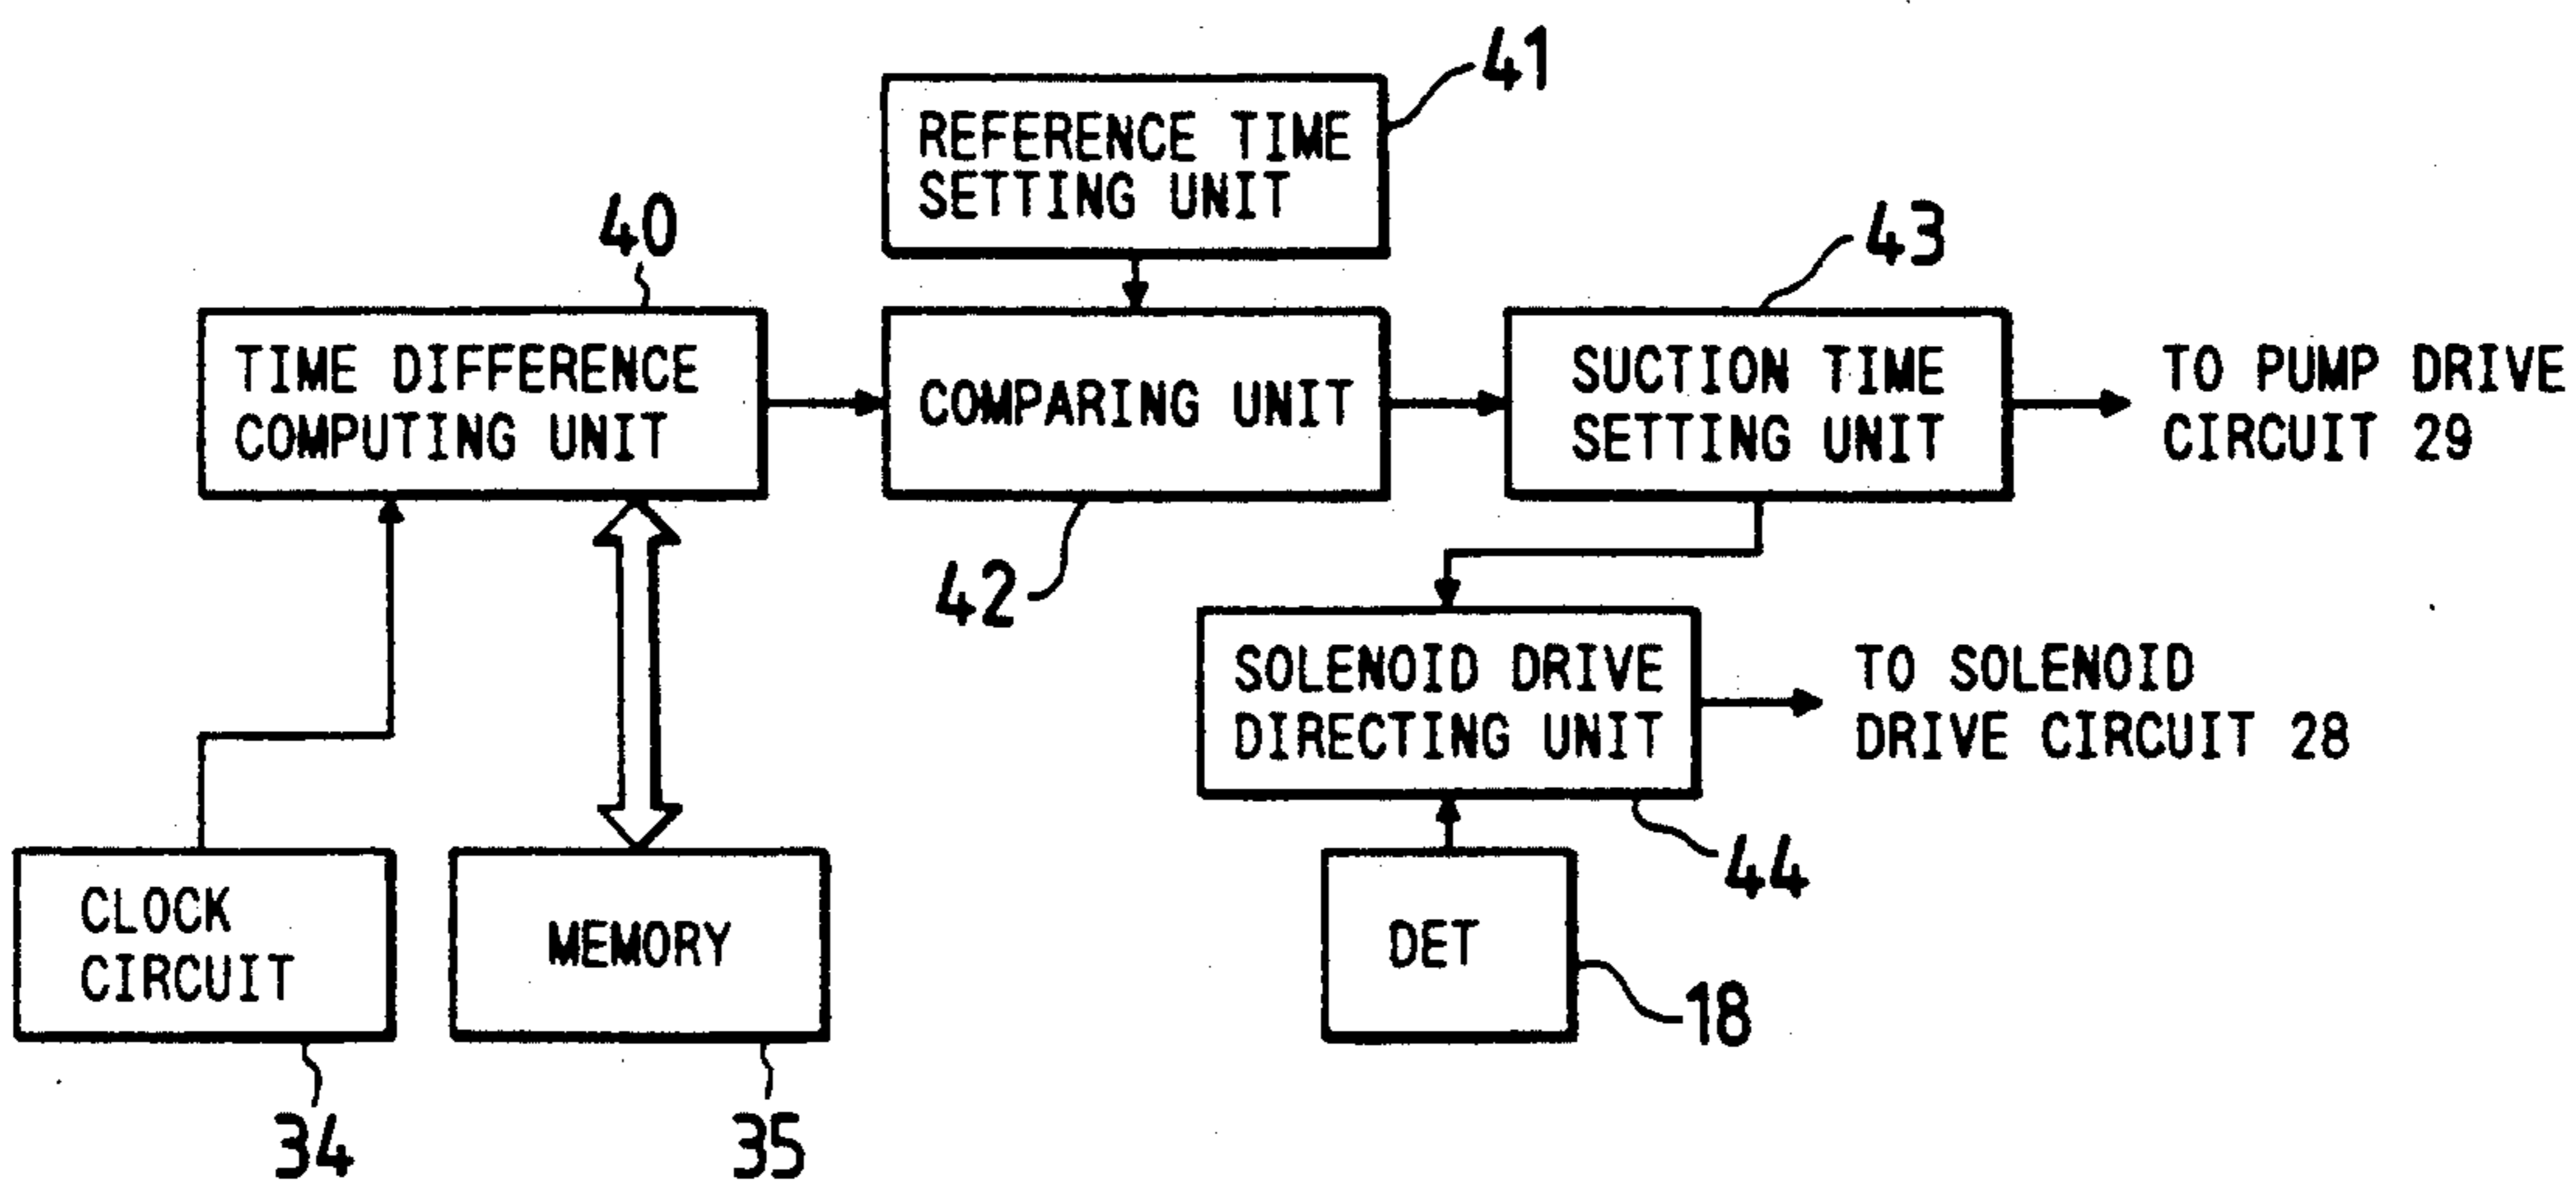 41
REFERENCE TIME
SETTING UNIT
40
43
TIME DIFFERENCE
COMPUTING UNIT
COMPARING UNIT
SUCTION TIME
SETTING UNIT
TO PUMP DRIVE
CIRCUIT 29
42
SOLENOID DRIVE
DIRECTING UNIT
TO SOLENOID
DRIVE CIRCUIT 28
44
CLOCK
CIRCUIT
MEMORY
DET
18
34
35